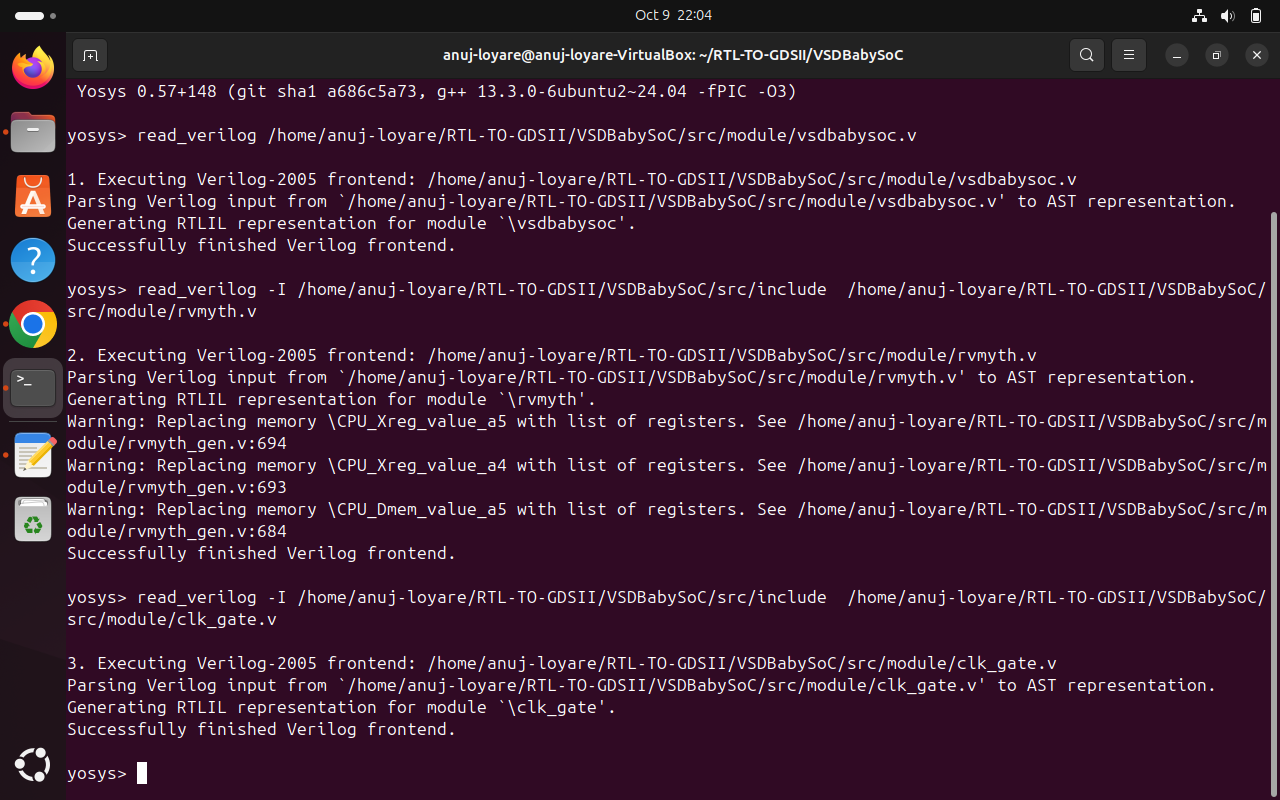 Oct 9 22:04
anuj-loyare@anuj-loyare-VirtualBox: ~/RTL-TO-GDSII/VSDBabySoC
Yosys 0.57+148 (git sha1 a686c5a73, g++ 13.3.0-6ubuntu2~24.04 -fPIC -O3)
yosys> read_verilog /home/anuj-loyare/RTL-TO-GDSII/VSDBabySoC/src/module/vsdbabysoc.v
1. Executing Verilog-2005 frontend: /home/anuj-loyare/RTL-TO-GDSII/VSDBabySoC/src/module/vsdbabysoc.v
Parsing Verilog input from `/home/anuj-loyare/RTL-TO-GDSII/VSDBabySoC/src/module/vsdbabysoc.v' to AST representation.
Generating RTLIL representation for module `\vsdbabysoc'.
Successfully finished Verilog frontend.
yosys> read_verilog -I /home/anuj-loyare/RTL-TO-GDSII/VSDBabySoC/src/include  /home/anuj-loyare/RTL-TO-GDSII/VSDBabySoC/
src/module/rvmyth.v
2. Executing Verilog-2005 frontend: /home/anuj-loyare/RTL-TO-GDSII/VSDBabySoC/src/module/rvmyth.v
Parsing Verilog input from `/home/anuj-loyare/RTL-TO-GDSII/VSDBabySoC/src/module/rvmyth.v' to AST representation.
Generating RTLIL representation for module `\rvmyth'.
Warning: Replacing memory \CPU_Xreg_value_a5 with list of registers. See /home/anuj-loyare/RTL-TO-GDSII/VSDBabySoC/src/m
odule/rvmyth_gen.v:694
Warning: Replacing memory \CPU_Xreg_value_a4 with list of registers. See /home/anuj-loyare/RTL-TO-GDSII/VSDBabySoC/src/m
odule/rvmyth_gen.v:693
Warning: Replacing memory \CPU_Dmem_value_a5 with list of registers. See /home/anuj-loyare/RTL-TO-GDSII/VSDBabySoC/src/m
odule/rvmyth_gen.v:684
Successfully finished Verilog frontend.
yosys> read_verilog -I /home/anuj-loyare/RTL-TO-GDSII/VSDBabySoC/src/include  /home/anuj-loyare/RTL-TO-GDSII/VSDBabySoC/
src/module/clk_gate.v
3. Executing Verilog-2005 frontend: /home/anuj-loyare/RTL-TO-GDSII/VSDBabySoC/src/module/clk_gate.v
Parsing Verilog input from `/home/anuj-loyare/RTL-TO-GDSII/VSDBabySoC/src/module/clk_gate.v' to AST representation.
Generating RTLIL representation for module `\clk_gate'.
Successfully finished Verilog frontend.
yosys>